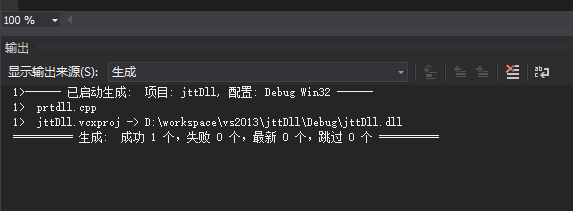 100 %
输出
显示输出来源(S): 生成
1>------ 已启动生成: 项目: jttDll, 配置: Debug Win32 ------
1>  prtdll.cpp
1>  jttDll.vcxproj -> D:\workspace\vs2013\jttDll\Debug\jttDll.dll
========== 生成: 成功 1 个，失败 0 个，最新 0 个，跳过 0 个 ==========